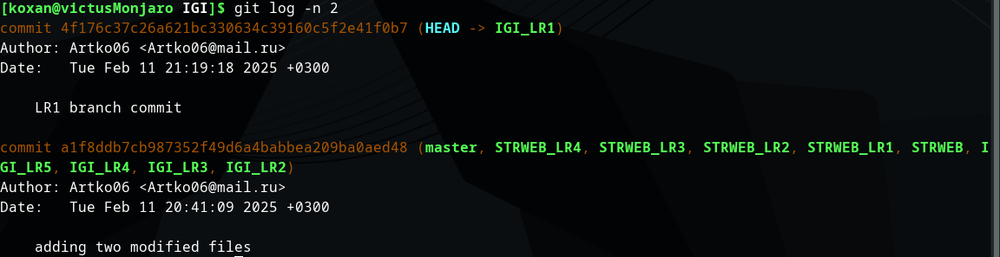 [koxan@victusMonjaro IGI]$ git log -n 2
commit 4f176c37c26a621bc330634c39160c5f2e41f0b7 (HEAD -> IGI_LR1)
Author: Artko06 <Artko06@mail.ru>
Date:   Tue Feb 11 21:19:18 2025 +0300
LR1 branch commit
commit a1f8ddb7cb987352f49d6a4babbea209ba0aed48 (master, STRWEB_LR4, STRWEB_LR3, STRWEB_LR2, STRWEB_LR1, STRWEB, I
GI_LR5, IGI_LR4, IGI_LR3, IGI_LR2)
Author: Artko06 <Artko06@mail.ru>
Date:   Tue Feb 11 20:41:09 2025 +0300
adding two modified files